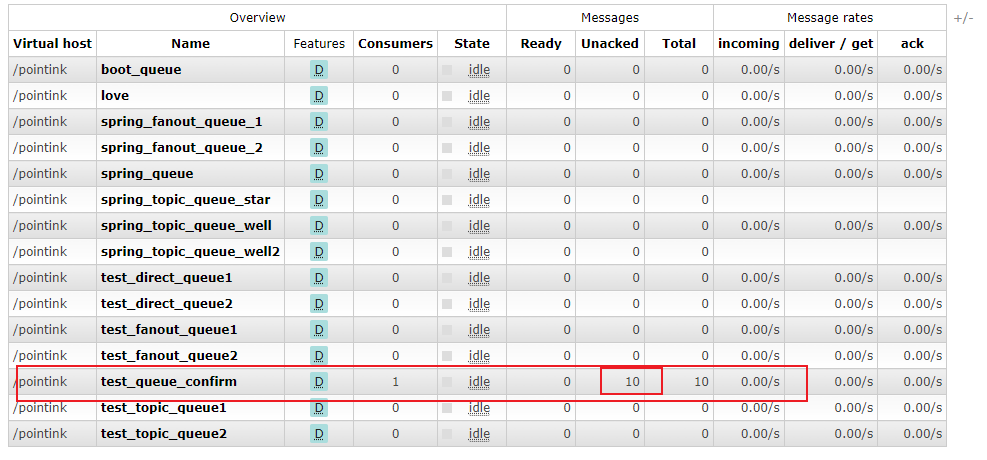 Overview Messages Message rates +/-
Virtual host Name Features Consumers State Ready Unacked Total incoming deliver / get ack
/pointink boot_queue D 0 idle 0 0 0 0.00/s 0.00/s 0.00/s
/pointink love D 0 idle 0 0 0 0.00/s 0.00/s 0.00/s
/pointink spring_fanout_queue_1 D 0 idle 0 0 0 0.00/s 0.00/s 0.00/s
/pointink spring_fanout_queue_2 D 0 idle 0 0 0 0.00/s 0.00/s 0.00/s
/pointink spring_queue D 0 idle 0 0 0 0.00/s 0.00/s 0.00/s
/pointink spring_topic_queue_star D 0 idle 0 0 0
/pointink spring_topic_queue_well D 0 idle 0 0 0 0.00/s 0.00/s 0.00/s
/pointink spring_topic_queue_well2 D 0 idle 0 0 0
/pointink test_direct_queue1 D 0 idle 0 0 0 0.00/s 0.00/s 0.00/s
/pointink test_direct_queue2 D 0 idle 0 0 0 0.00/s 0.00/s 0.00/s
/pointink test_fanout_queue1 D 0 idle 0 0 0 0.00/s 0.00/s 0.00/s
/pointink test_fanout_queue2 D 0 idle 0 0 0 0.00/s 0.00/s 0.00/s
/pointink test_queue_confirm D 1 idle 0 10 10 0.00/s 0.00/s 0.00/s
/pointink test_topic_queue1 D 0 idle 0 0 0 0.00/s 0.00/s 0.00/s
/pointink test_topic_queue2 D 0 idle 0 0 0 0.00/s 0.00/s 0.00/s